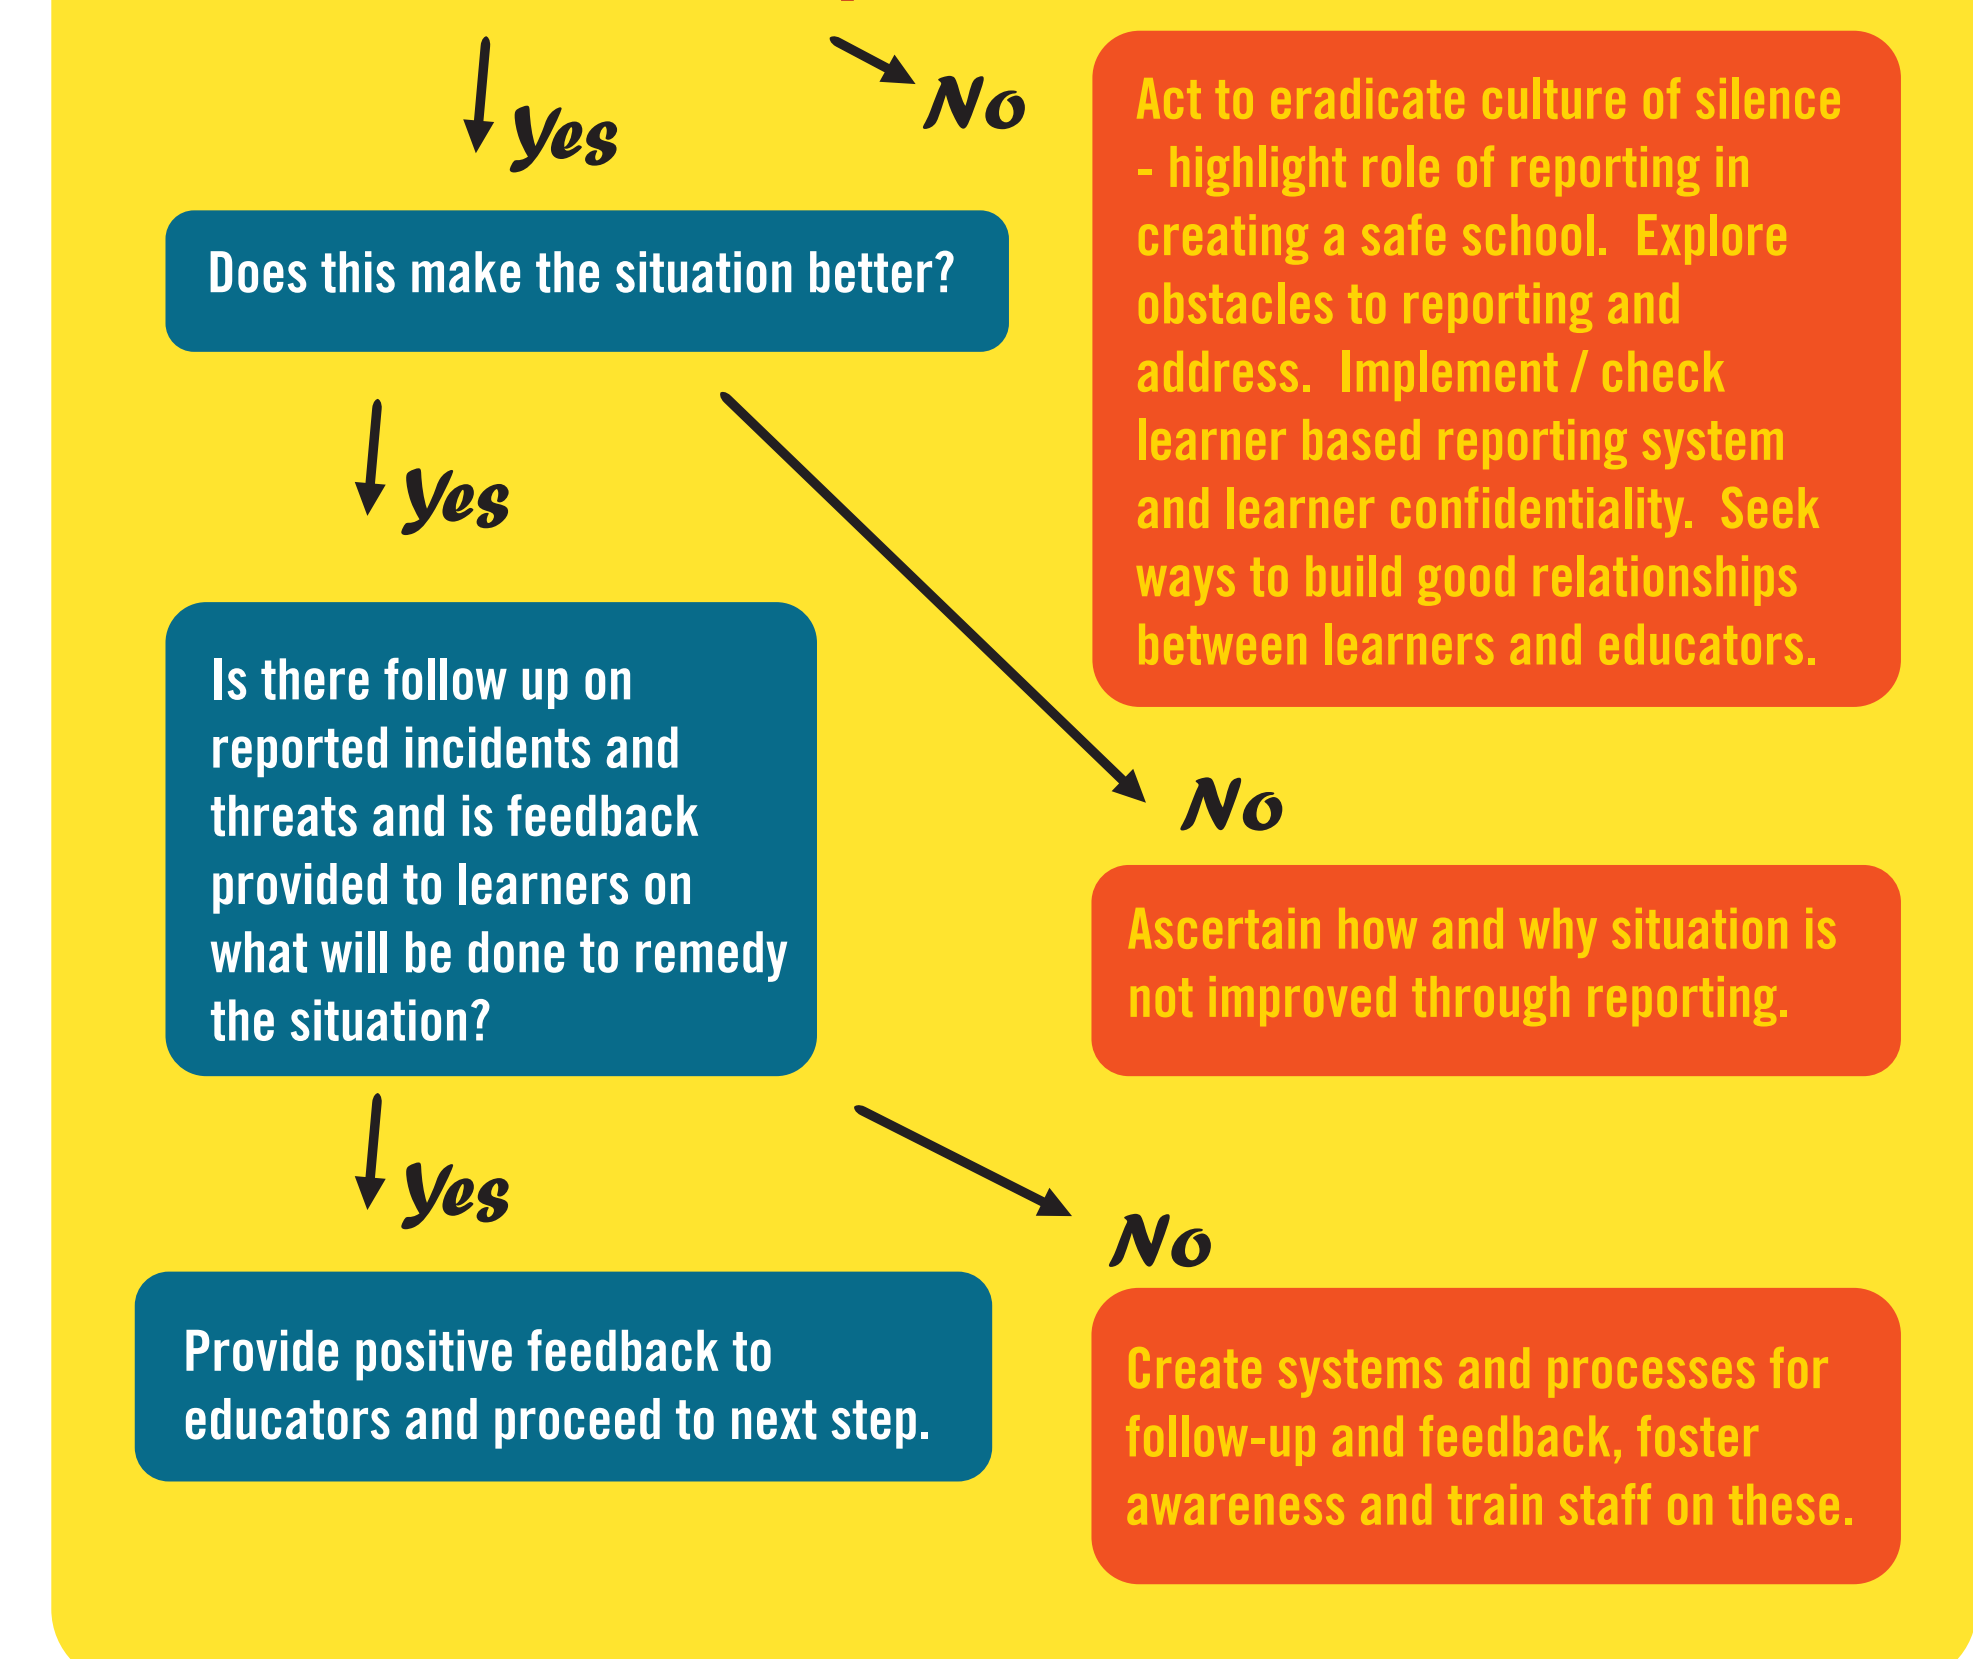 Yes
No
Does this make the situation better?
Act to eradicate culture of silence
- highlight role of reporting in
creating a safe school.  Explore
obstacles to reporting and
address.  Implement / check
learner based reporting system
and learner confidentiality.  Seek
ways to build good relationships
between learners and educators.
Yes
No
Is there follow up on
reported incidents and
threats and is feedback
provided to learners on
what will be done to remedy
the situation?
Ascertain how and why situation is
not improved through reporting.
Yes
No
Provide positive feedback to
educators and proceed to next step.
Create systems and processes for
follow-up and feedback, foster
awareness and train staff on these.